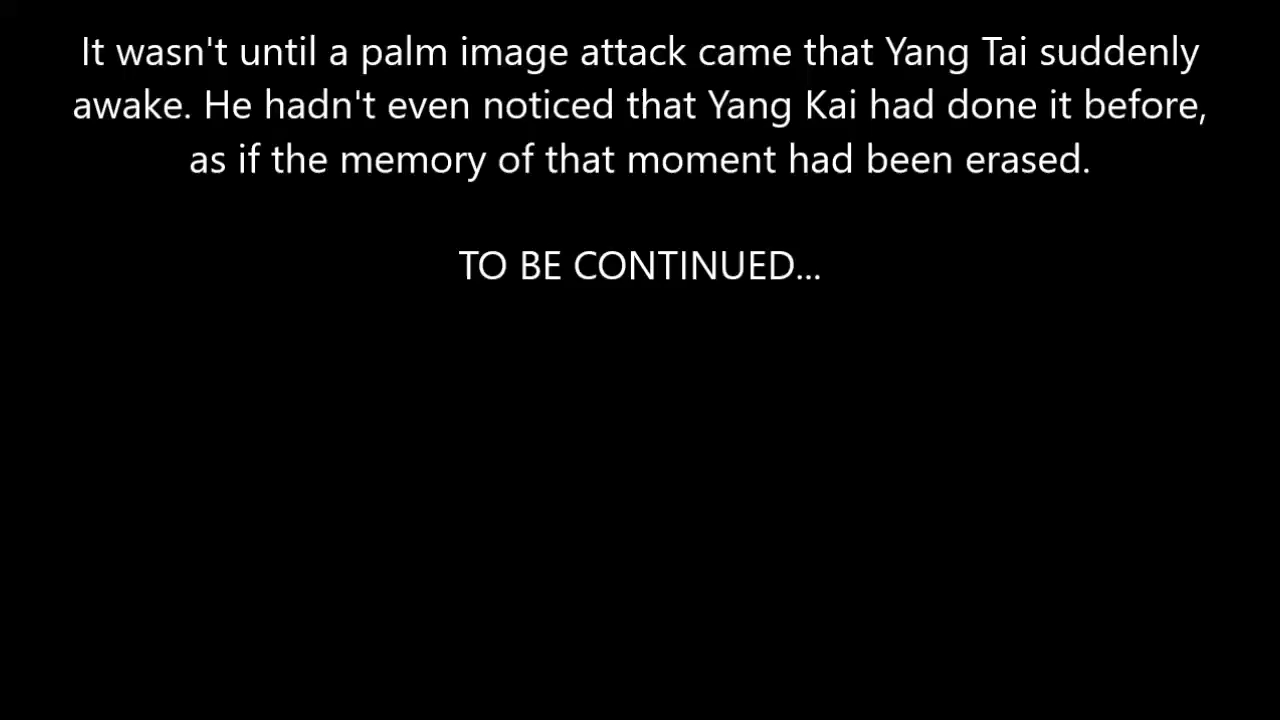 It wasn't until a palm image attack came that Yang Tai suddenly
awake. He hadn't even noticed that Yang Kai had done it before,
as if the memory of that moment had been erased.
TO BE CONTINUED...